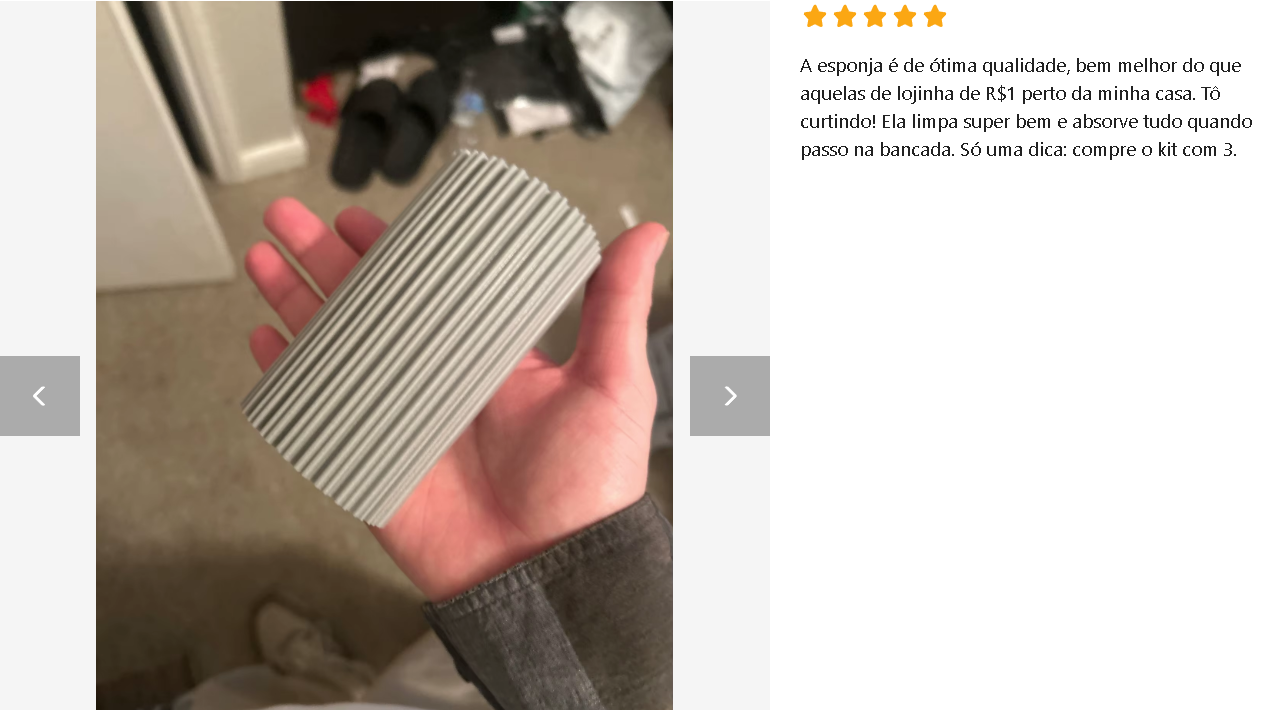 A esponja é de ótima qualidade, bem melhor do que
aquelas de lojinha de R$1 perto da minha casa. Tô
curtindo! Ela limpa super bem e absorve tudo quando
passo na bancada. Só uma dica: compre o kit com 3.